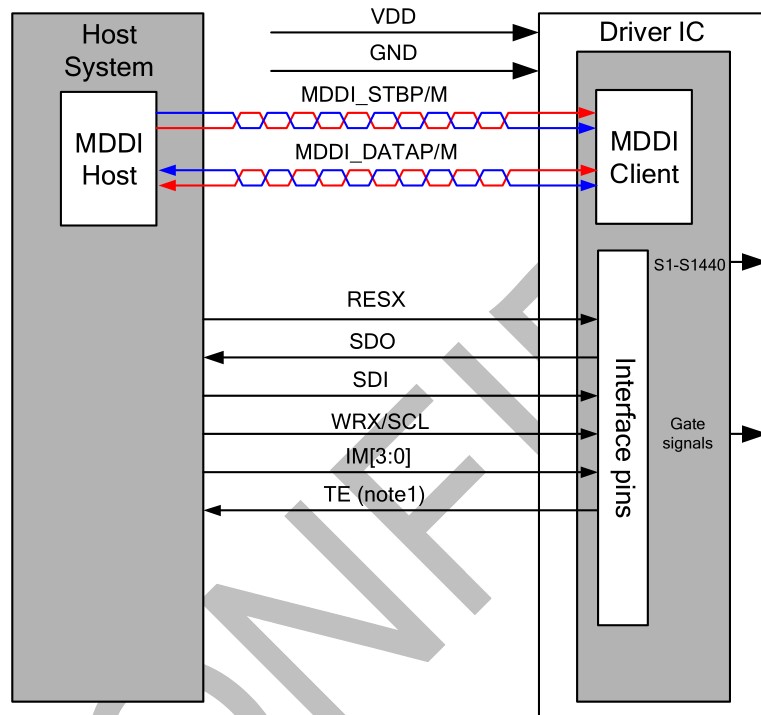 Host
System
VDD
GND
Driver IC
MDDI_STBP/M
MDDI
Host
MDDI
Client
MDDI_DATAP/M
S1-S1440
RESX
SDO
SDI
WRX/SCL
IM[3:0]
TE (note1)
Interface pins
Gate
signals